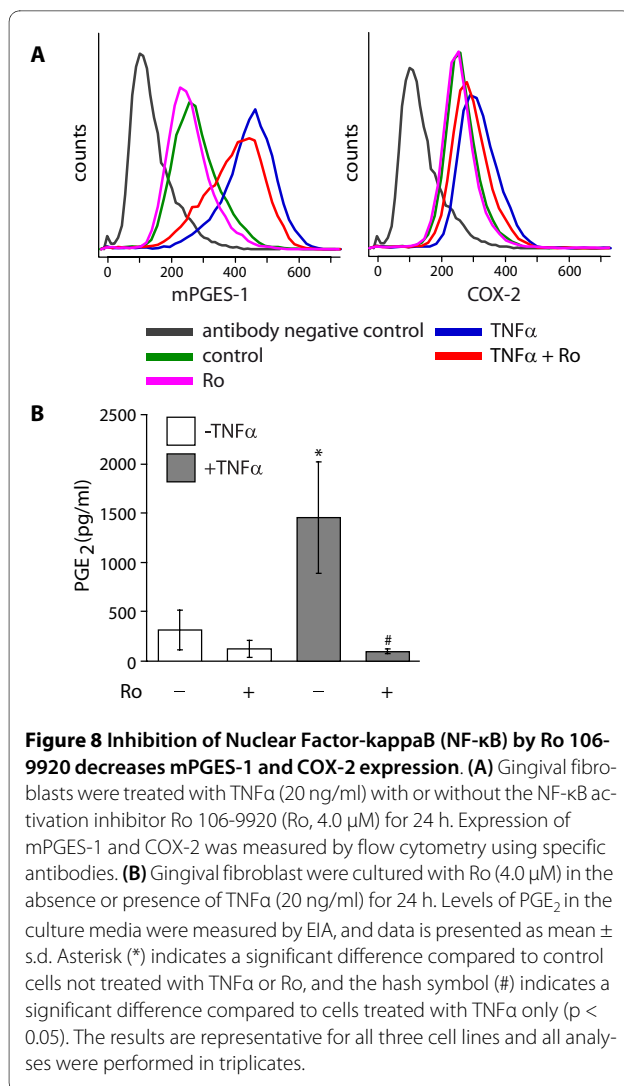 A
counts
0 200 400 600
mPGES-1
counts
0 200 400 600
COX-2
antibody negative control
control
Ro
TNFα
TNFα + Ro
B
2500
2000
1500
1000
500
0
PGE2(pg/ml)
-TNFα
+TNFα
*
#
Ro − + − +
Figure 8 Inhibition of Nuclear Factor-kappaB (NF-κB) by Ro 106-
9920 decreases mPGES-1 and COX-2 expression. (A) Gingival fibro-
blasts were treated with TNFα (20 ng/ml) with or without the NF-κB ac-
tivation inhibitor Ro 106-9920 (Ro, 4.0 μM) for 24 h. Expression of
mPGES-1 and COX-2 was measured by flow cytometry using specific
antibodies. (B) Gingival fibroblast were cultured with Ro (4.0 μM) in the
absence or presence of TNFα (20 ng/ml) for 24 h. Levels of PGE2 in the
culture media were measured by EIA, and data is presented as mean ±
s.d. Asterisk (*) indicates a significant difference compared to control
cells not treated with TNFα or Ro, and the hash symbol (#) indicates a
significant difference compared to cells treated with TNFα only (p <
0.05). The results are representative for all three cell lines and all analy-
ses were performed in triplicates.